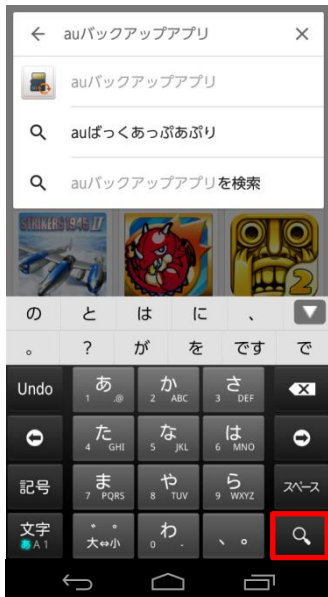 auバックアップアプリ
auバックアップアプリ
auばっくあっぷあぷり
auバックアップアプリを検索
STRIKERS 1945 II
2
の と は に 、
。 ? が を です で
Undo あ 1 .@ か 2 ABC さ 3 DEF
た 4 GHI な 5 JKL は 6 MNO
記号 ま 7 PQRS や 8 TUV ら 9 WXYZ スペース
文字 あA1 ゛゜ 大⇔小 わ 0 - 、。